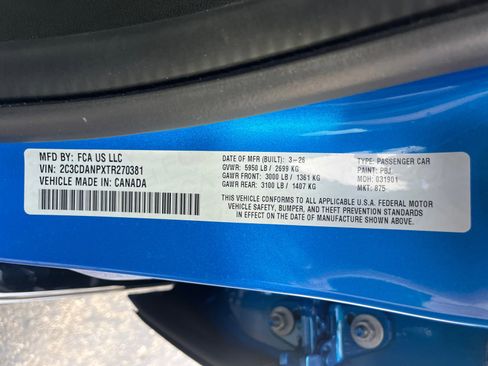 MFD BY: FCA US LLC
VIN: 2C3CDANPXTR270381
VEHICLE MADE IN: CANADA
DATE OF MFR (BUILT): 3-26
GVWR: 5950 LB / 2699 KG
GAWR FRONT: 3000 LB / 1361 KG
GAWR REAR: 3100 LB / 1407 KG
TYPE: PASSENGER CAR
PAINT: PBJ
MDH: 031901
MKT: 875
THIS VEHICLE CONFORMS TO ALL APPLICABLE U.S.A. FEDERAL MOTOR
VEHICLE SAFETY, BUMPER, AND THEFT PREVENTION STANDARDS
IN EFFECT ON THE DATE OF MANUFACTURE SHOWN ABOVE.